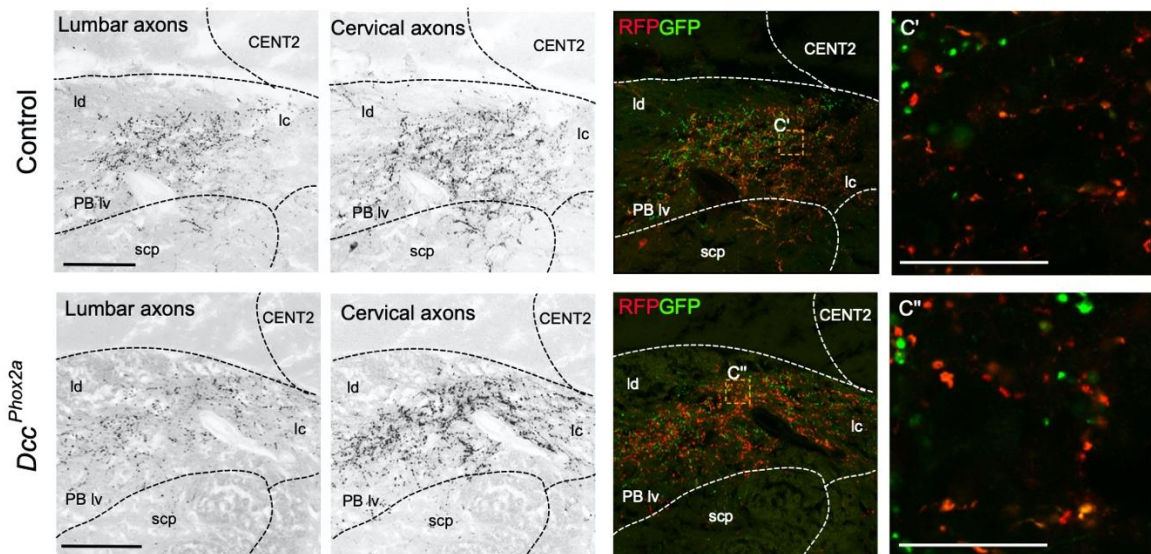 Control
Lumbar axons
CENT2
ld
lc
PB lv
scp
Cervical axons
CENT2
ld
lc
PB lv
scp
RFPGFP
CENT2
ld
C'
lc
PB lv
scp
C'
Dcc Phox2a
Lumbar axons
CENT2
ld
lc
PB lv
scp
Cervical axons
CENT2
ld
lc
PB lv
scp
RFPGFP
CENT2
ld
C"
lc
PB lv
scp
C"